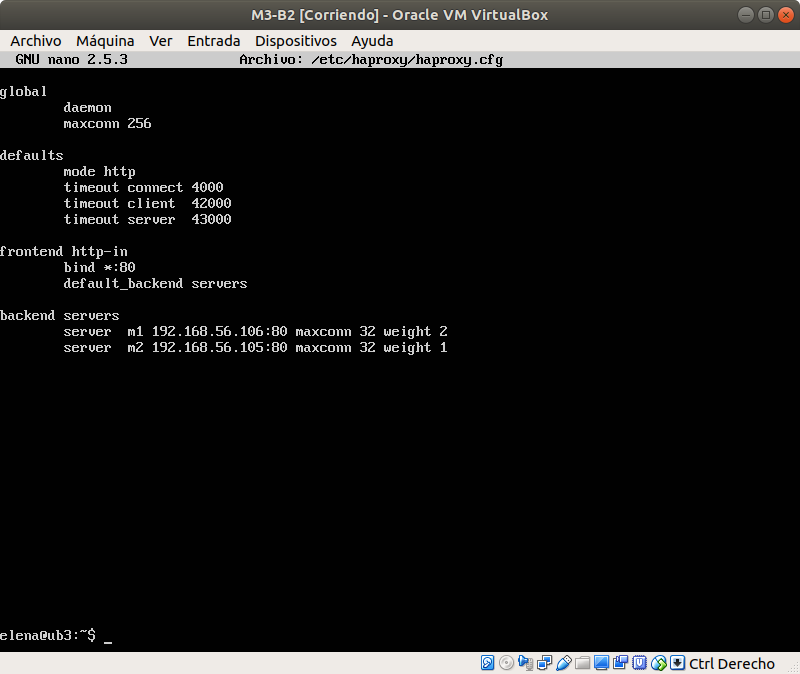 M3-B2 [Corriendo] - Oracle VM VirtualBox
Archivo Máquina Ver Entrada Dispositivos Ayuda
GNU nano 2.5.3 Archivo: /etc/haproxy/haproxy.cfg
global
daemon
maxconn 256
defaults
mode http
timeout connect 4000
timeout client 42000
timeout server 43000
frontend http-in
bind *:80
default_backend servers
backend servers
server m1 192.168.56.106:80 maxconn 32 weight 2
server m2 192.168.56.105:80 maxconn 32 weight 1
elena@ub3:~$ _
Ctrl Derecho